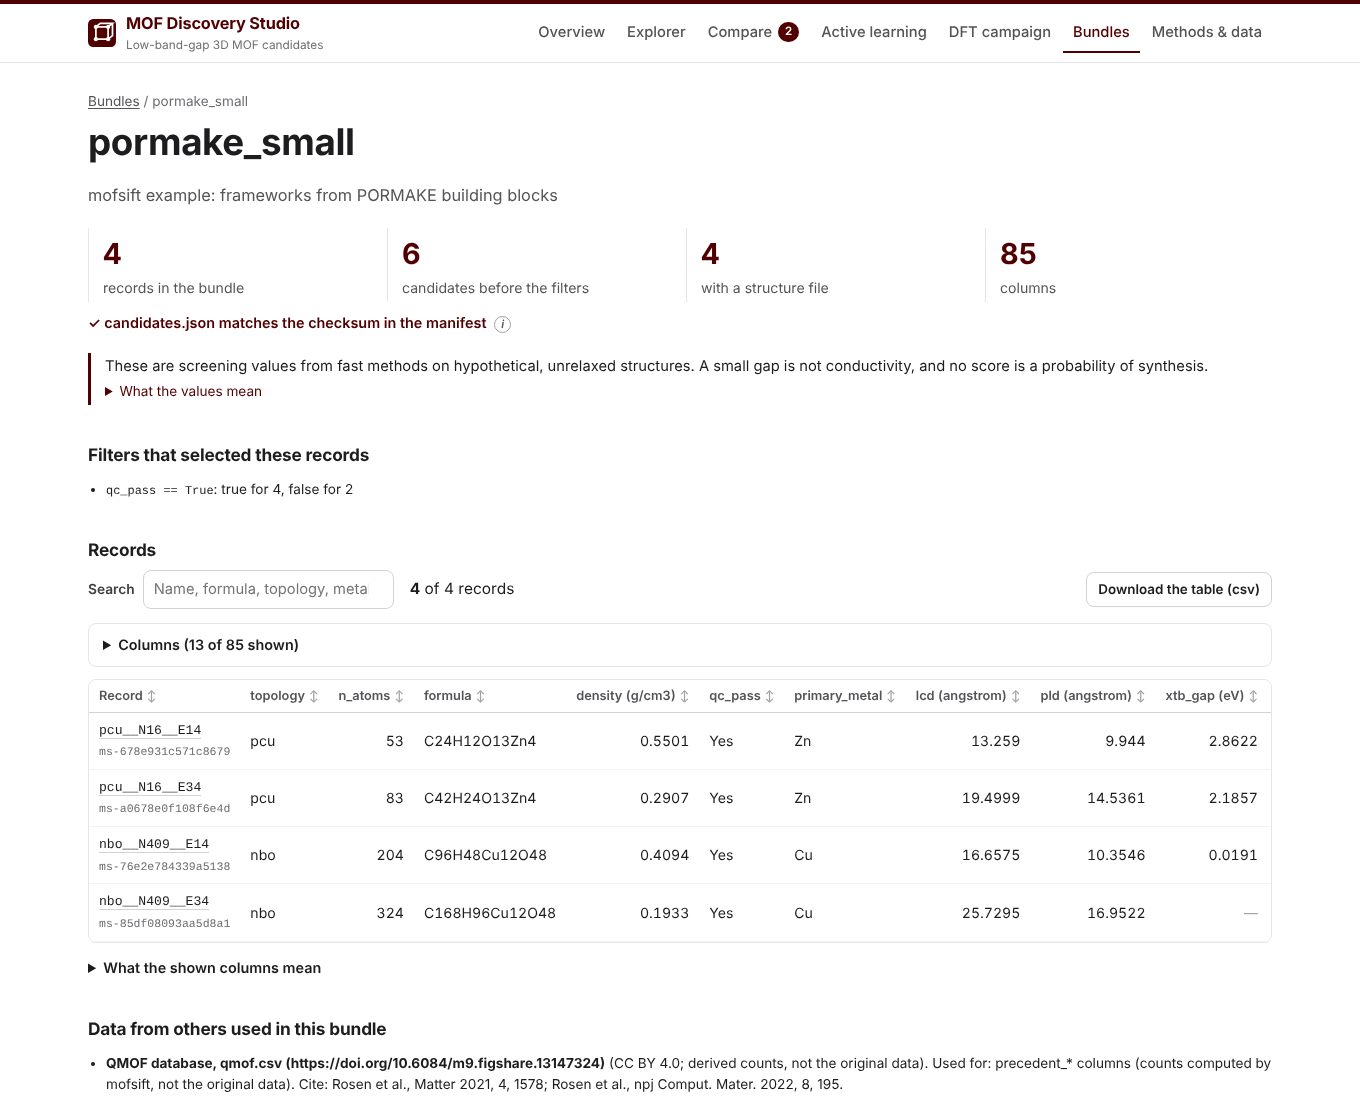 MOF Discovery Studio
Low-band-gap 3D MOF candidates
Overview Explorer Compare 2 Active learning DFT campaign Bundles Methods & data
Bundles / pormake_small
pormake_small
mofsift example: frameworks from PORMAKE building blocks
4 6 4 85
records in the bundle candidates before the filters with a structure file columns
✓ candidates.json matches the checksum in the manifest i
These are screening values from fast methods on hypothetical, unrelaxed structures. A small gap is not conductivity, and no score is a probability of synthesis.
▶ What the values mean
Filters that selected these records
• qc_pass == True: true for 4, false for 2
Records
Search Name, formula, topology, meta 4 of 4 records Download the table (csv)
▶ Columns (13 of 85 shown)
Record ↕ topology ↕ n_atoms ↕ formula ↕ density (g/cm3) ↕ qc_pass ↕ primary_metal ↕ lcd (angstrom) ↕ pld (angstrom) ↕ xtb_gap (eV) ↕
pcu__N16__E14
ms-678e931c571c8679 pcu 53 C24H12O13Zn4 0.5501 Yes Zn 13.259 9.944 2.8622
pcu__N16__E34
ms-a0678e0f108f6e4d pcu 83 C42H24O13Zn4 0.2907 Yes Zn 19.4999 14.5361 2.1857
nbo__N409__E14
ms-76e2e784339a5138 nbo 204 C96H48Cu12O48 0.4094 Yes Cu 16.6575 10.3546 0.0191
nbo__N409__E34
ms-85df08093aa5d8a1 nbo 324 C168H96Cu12O48 0.1933 Yes Cu 25.7295 16.9522 —
▶ What the shown columns mean
Data from others used in this bundle
• QMOF database, qmof.csv (https://doi.org/10.6084/m9.figshare.13147324) (CC BY 4.0; derived counts, not the original data). Used for: precedent_* columns (counts computed by
mofsift, not the original data). Cite: Rosen et al., Matter 2021, 4, 1578; Rosen et al., npj Comput. Mater. 2022, 8, 195.